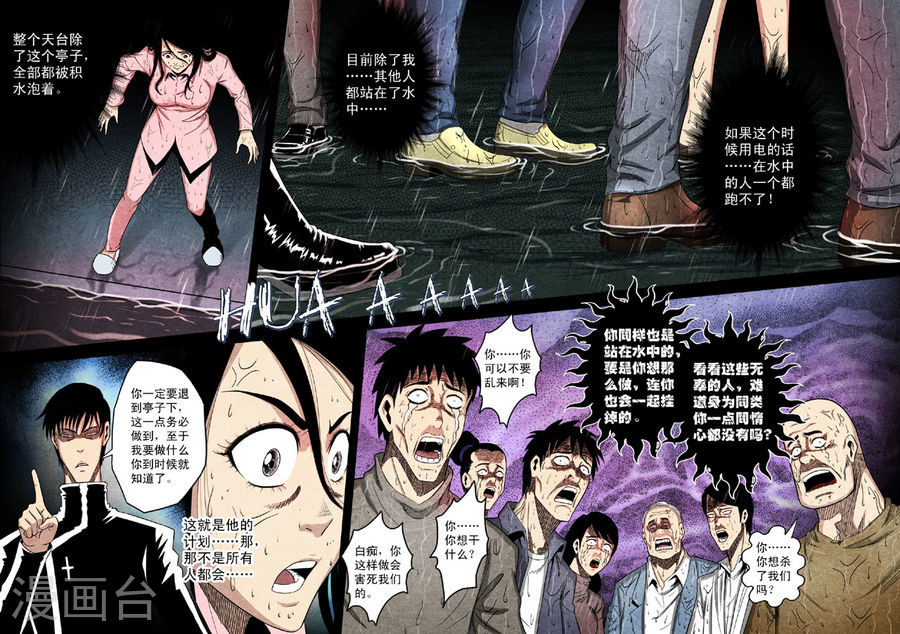 整个天台除
了这个亭子，
全部都被积
水泡着。
目前除了我
……其他人
都站在了水
中……
如果这个时
候用电的话
……在水中
的人一个都
跑不了！
HUA A A A A A
你一定要退
到亭子下，
这一点务必
做到，至于
我要做什么
你到时候就
知道了。
这就是他的
计划……那，
那不是所有
人都会……
你……你
可以不要
乱来啊！
你同样也是
站在水中的，
要是你想那
么做，连你
也会一起挂
掉的。
看看这些无
辜的人，难
道身为同类
你一点同情
心都没有吗？
白痴，你
这样做会
害死我们
的。
你……
你想干
什么？
你……
你想杀
了我们
吗？
漫画台